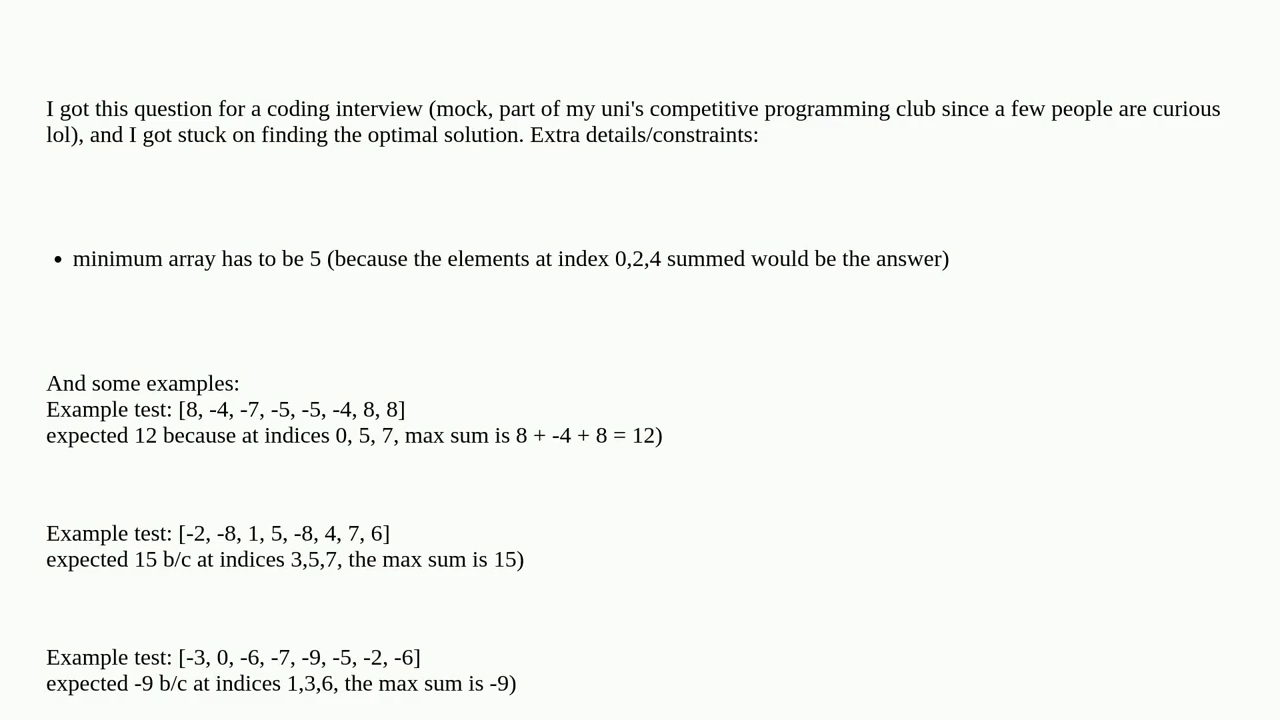 I got this question for a coding interview (mock, part of my uni's competitive programming club since a few people are curious
lol), and I got stuck on finding the optimal solution. Extra details/constraints:
• minimum array has to be 5 (because the elements at index 0,2,4 summed would be the answer)
And some examples:
Example test: [8, -4, -7, -5, -5, -4, 8, 8]
expected 12 because at indices 0, 5, 7, max sum is 8 + -4 + 8 = 12)
Example test: [-2, -8, 1, 5, -8, 4, 7, 6]
expected 15 b/c at indices 3,5,7, the max sum is 15)
Example test: [-3, 0, -6, -7, -9, -5, -2, -6]
expected -9 b/c at indices 1,3,6, the max sum is -9)